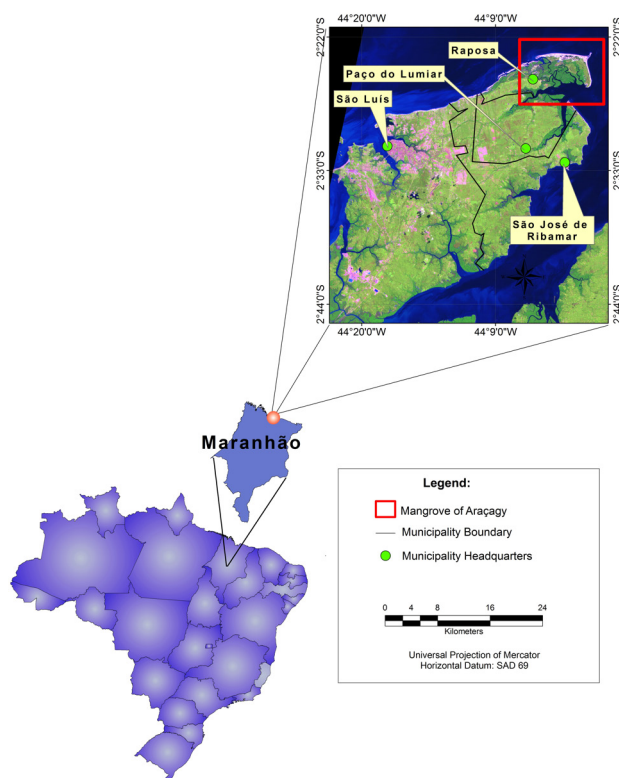 44°20'0"W
44°9'0"W
2°22'0"S
2°22'0"S
Raposa
Paço do Lumiar
São Luís
2°33'0"S
2°33'0"S
São José de
Ribamar
2°44'0"S
2°44'0"S
44°20'0"W
44°9'0"W
Maranhão
Legend:
Mangrove of Araçagy
Municipality Boundary
Municipality Headquarters
0 4 8 16 24
Kilometers
Universal Projection of Mercator
Horizontal Datum: SAD 69